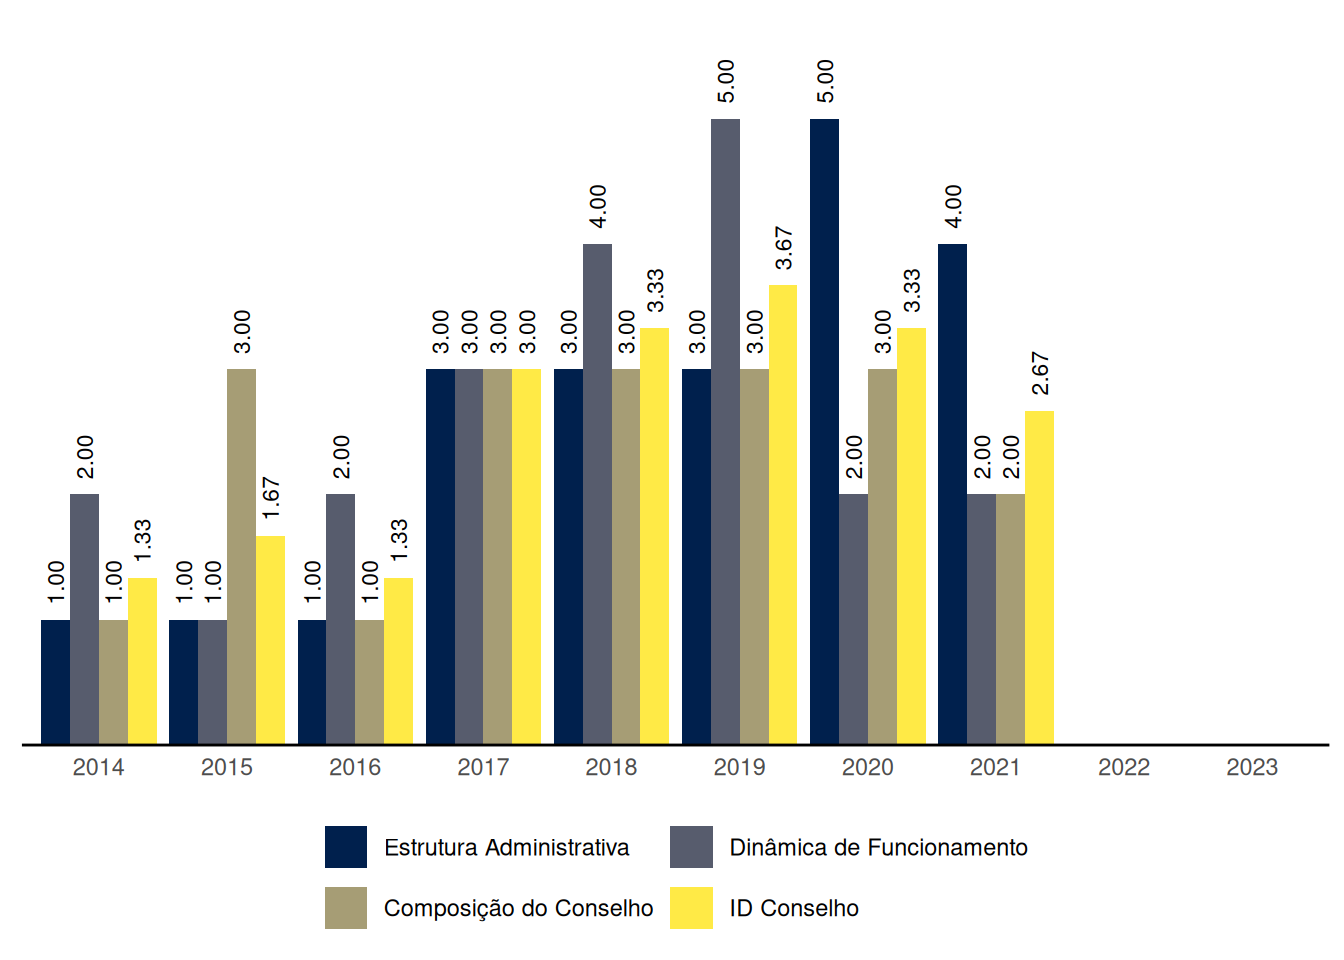 1.00 2.00 1.00 1.33
1.00 1.00 3.00 1.67
1.00 2.00 1.00 1.33
3.00 3.00 3.00 3.00
3.00 4.00 3.00 3.33
3.00 5.00 3.00 3.67
5.00 2.00 3.00 3.33
4.00 2.00 2.00 2.67
2014 2015 2016 2017 2018 2019 2020 2021 2022 2023
Estrutura Administrativa Dinâmica de Funcionamento
Composição do Conselho ID Conselho